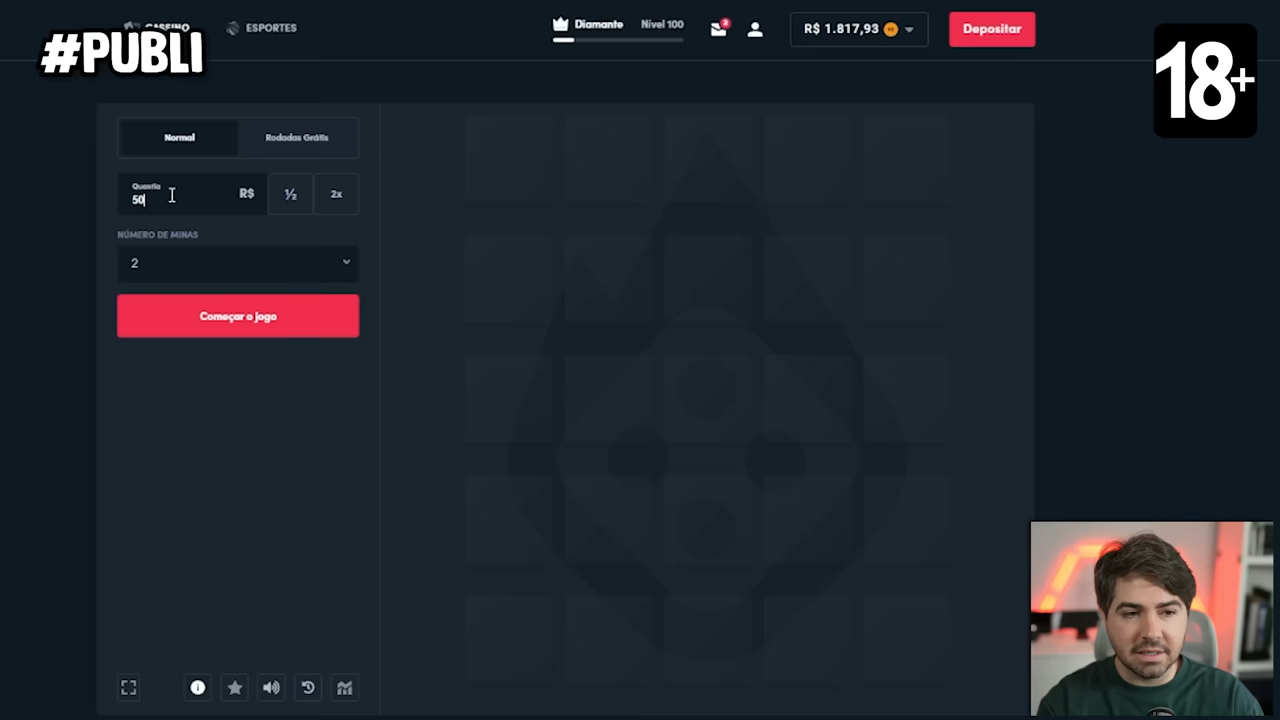 CASSINO
ESPORTES
Diamante
Nível 100
3
R$ 1.817,93
Depositar
#PUBLI
18+
Normal
Rodadas Grátis
Quantia
50
R$
½
2x
NÚMERO DE MINAS
2
Começar o jogo